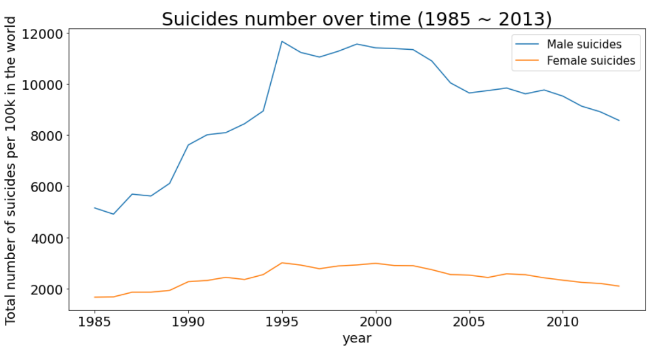 Suicides number over time (1985 ~ 2013)
Total number of suicides per 100k in the world
12000
10000
8000
6000
4000
2000
Male suicides
Female suicides
1985
1990
1995
2000
2005
2010
year